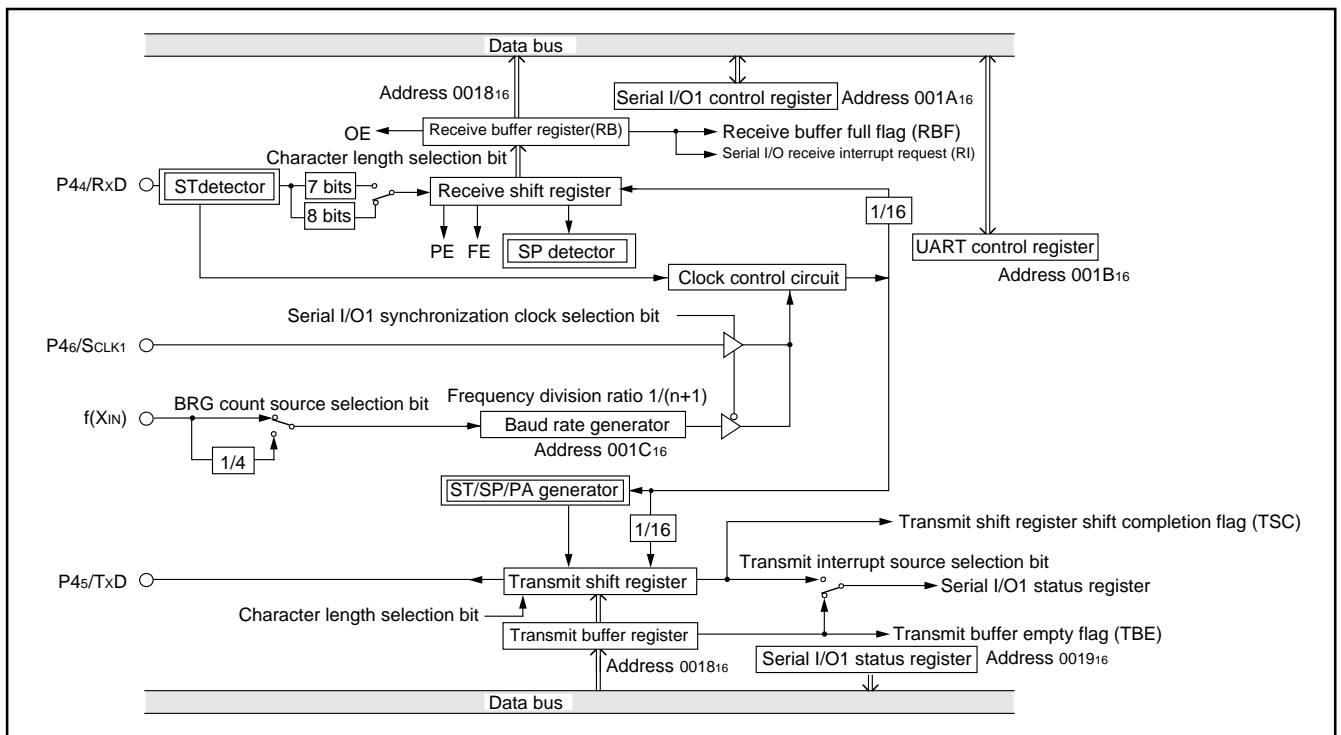 Data bus
Address 0018₁₆
Serial I/O1 control register Address 001A₁₆
OE Receive buffer register(RB) Receive buffer full flag (RBF)
Character length selection bit Serial I/O receive interrupt request (RI)
P4₄/RXD STdetector 7 bits Receive shift register
8 bits 1/16
PE FE SP detector UART control register
Clock control circuit Address 001B₁₆
Serial I/O1 synchronization clock selection bit
P4₆/SCLK1
Frequency division ratio 1/(n+1)
BRG count source selection bit
f(XIN) Baud rate generator
Address 001C₁₆
1/4
ST/SP/PA generator
1/16 Transmit shift register shift completion flag (TSC)
Transmit interrupt source selection bit
P4₅/TXD Transmit shift register Serial I/O1 status register
Character length selection bit
Transmit buffer register Transmit buffer empty flag (TBE)
Address 0018₁₆ Serial I/O1 status register Address 0019₁₆
Data bus